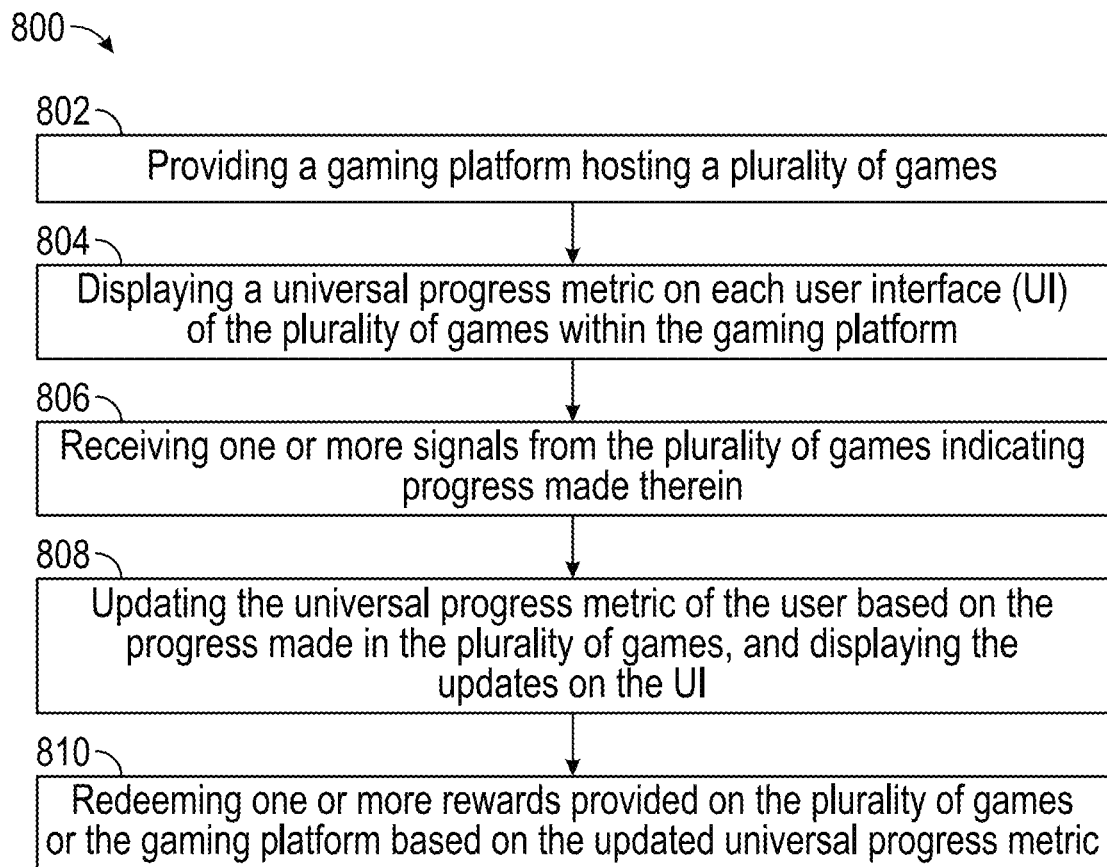 800
802
Providing a gaming platform hosting a plurality of games
804
Displaying a universal progress metric on each user interface (UI)
of the plurality of games within the gaming platform
806
Receiving one or more signals from the plurality of games indicating
progress made therein
808
Updating the universal progress metric of the user based on the
progress made in the plurality of games, and displaying the
updates on the UI
810
Redeeming one or more rewards provided on the plurality of games
or the gaming platform based on the updated universal progress metric